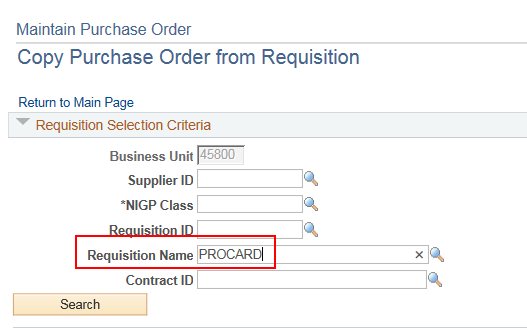 Maintain Purchase Order
Copy Purchase Order from Requisition
Return to Main Page
Requisition Selection Criteria
Business Unit 45800
Supplier ID
*NIGP Class
Requisition ID
Requisition Name PROCARD ×
Contract ID
Search